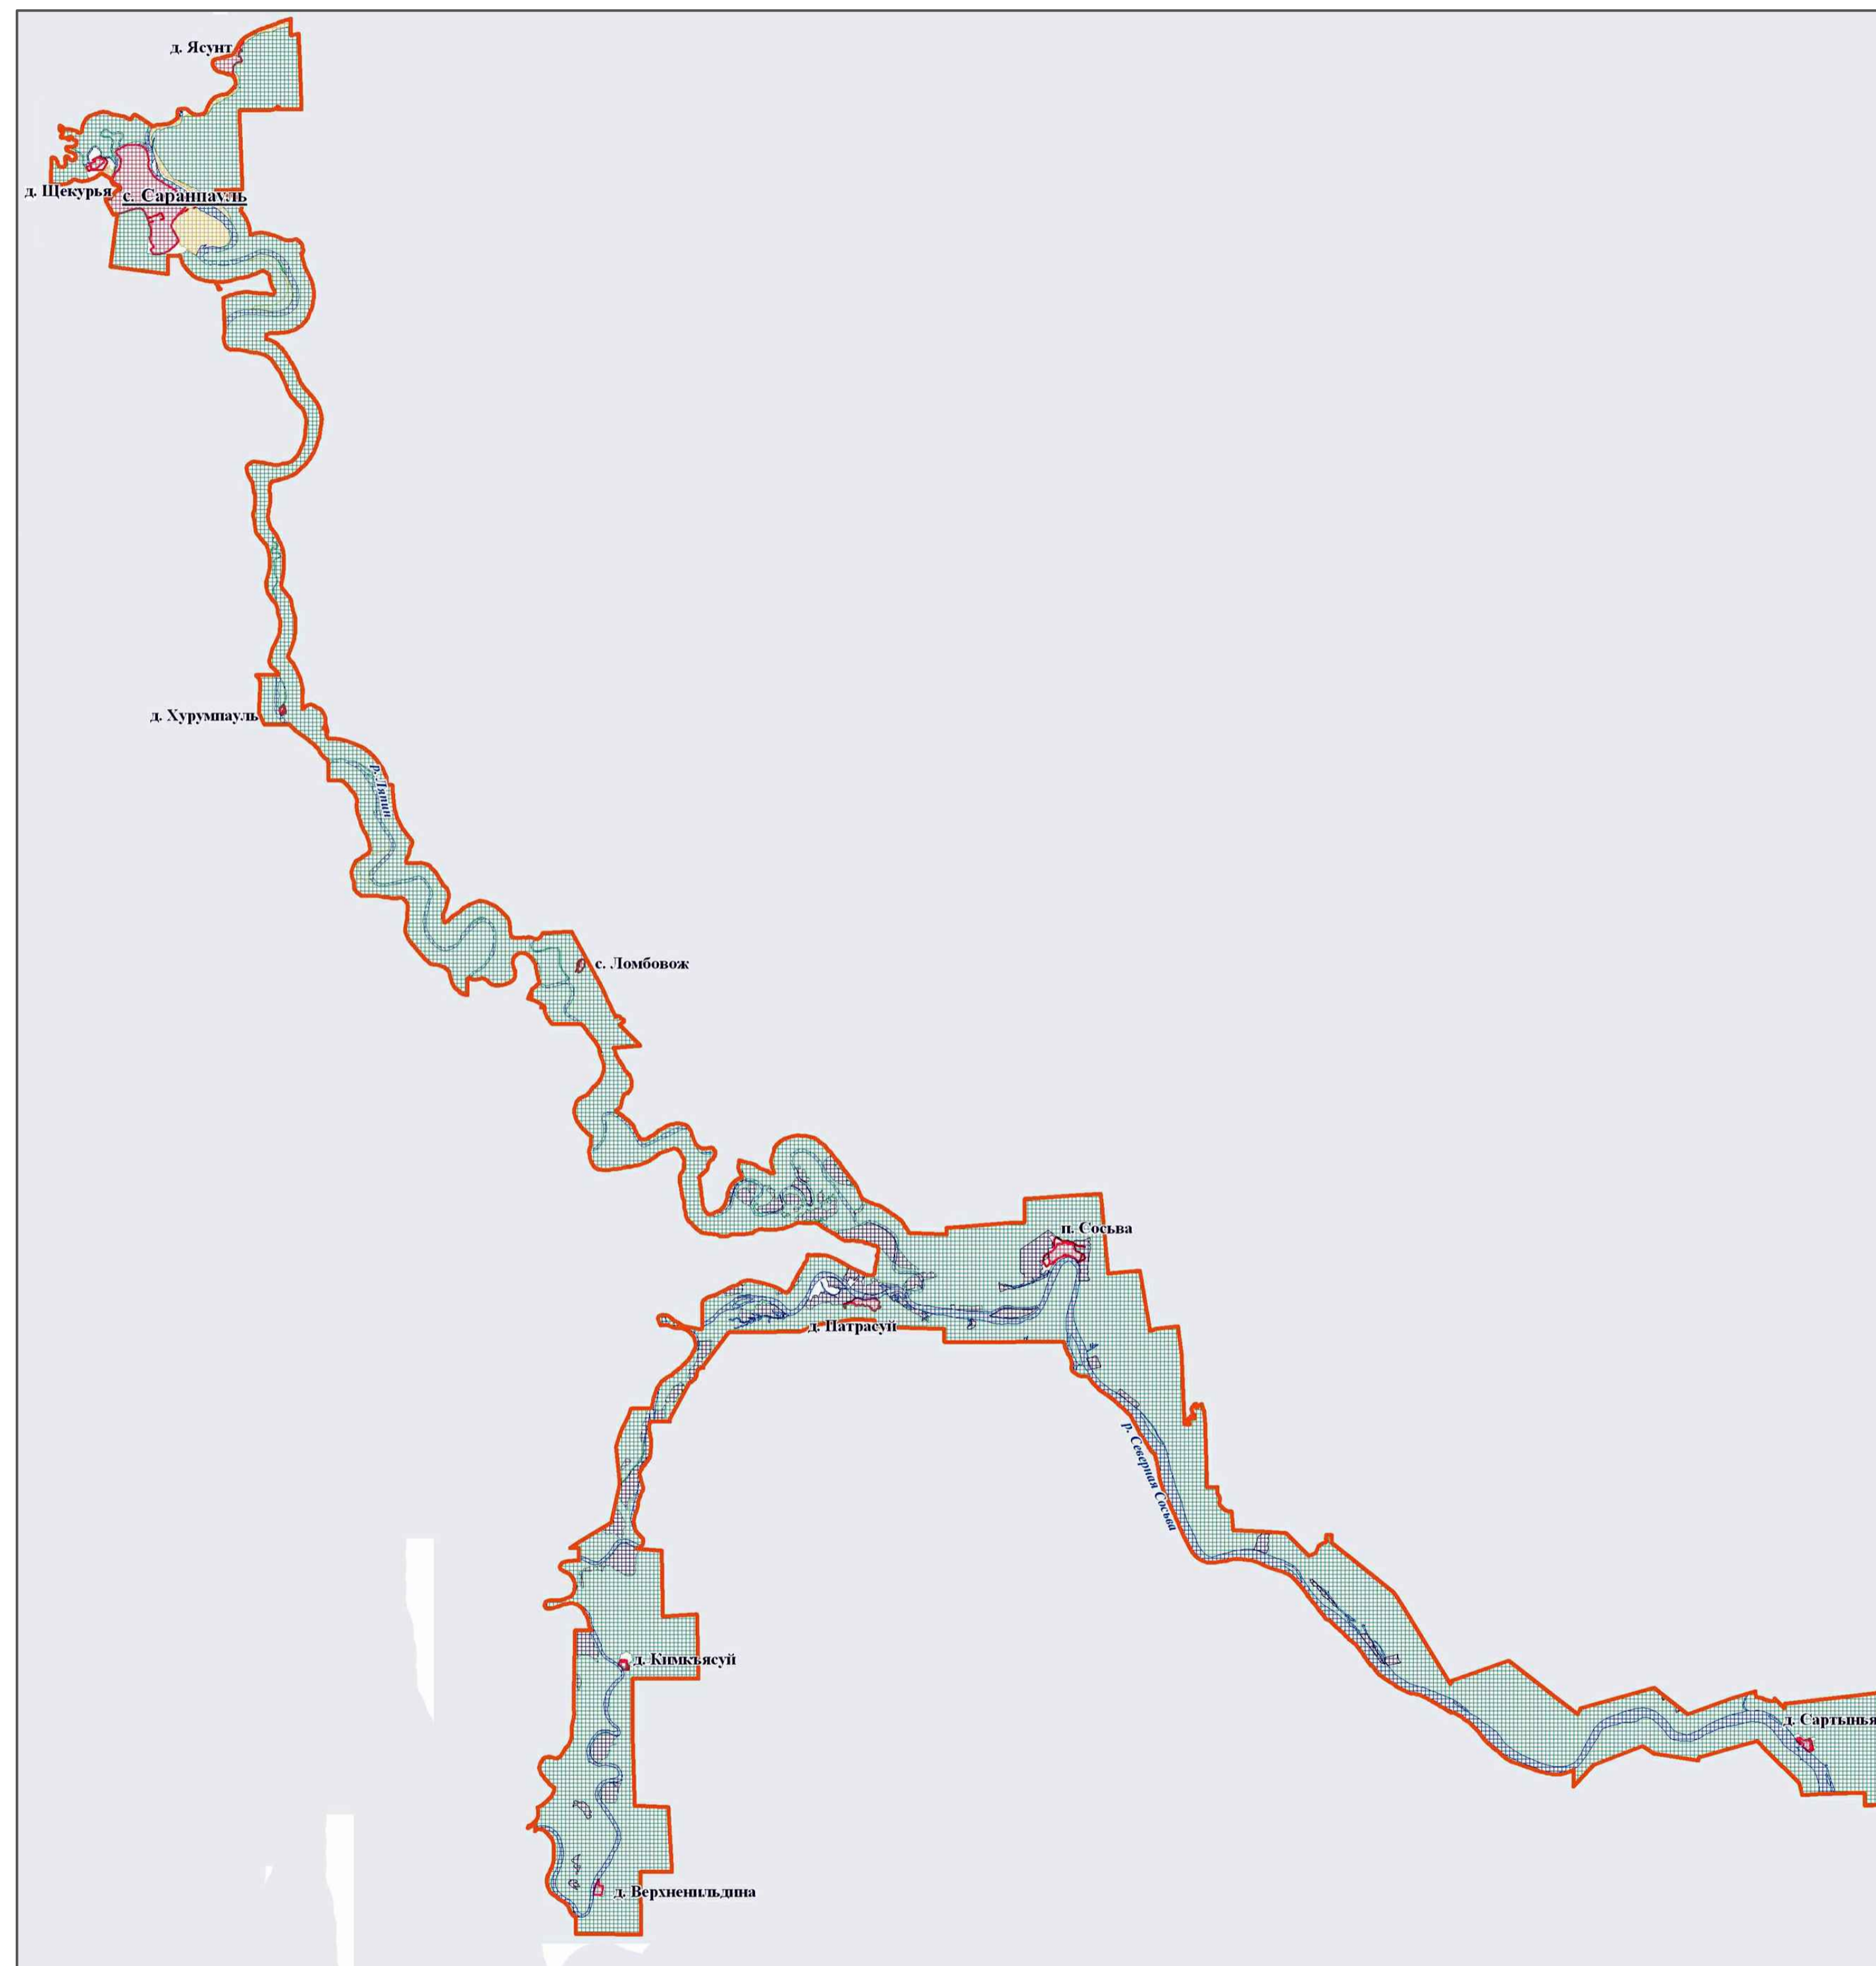 д. Ясунт
д. Щекурья
с. Саранпауль
д. Хурумпауль
р. Ляпин
с. Ломбовож
п. Сосьва
д. Патрасуй
р. Северная Сосьва
д. Кимкъясуй
д. Сартынья
д. Верхненильдина